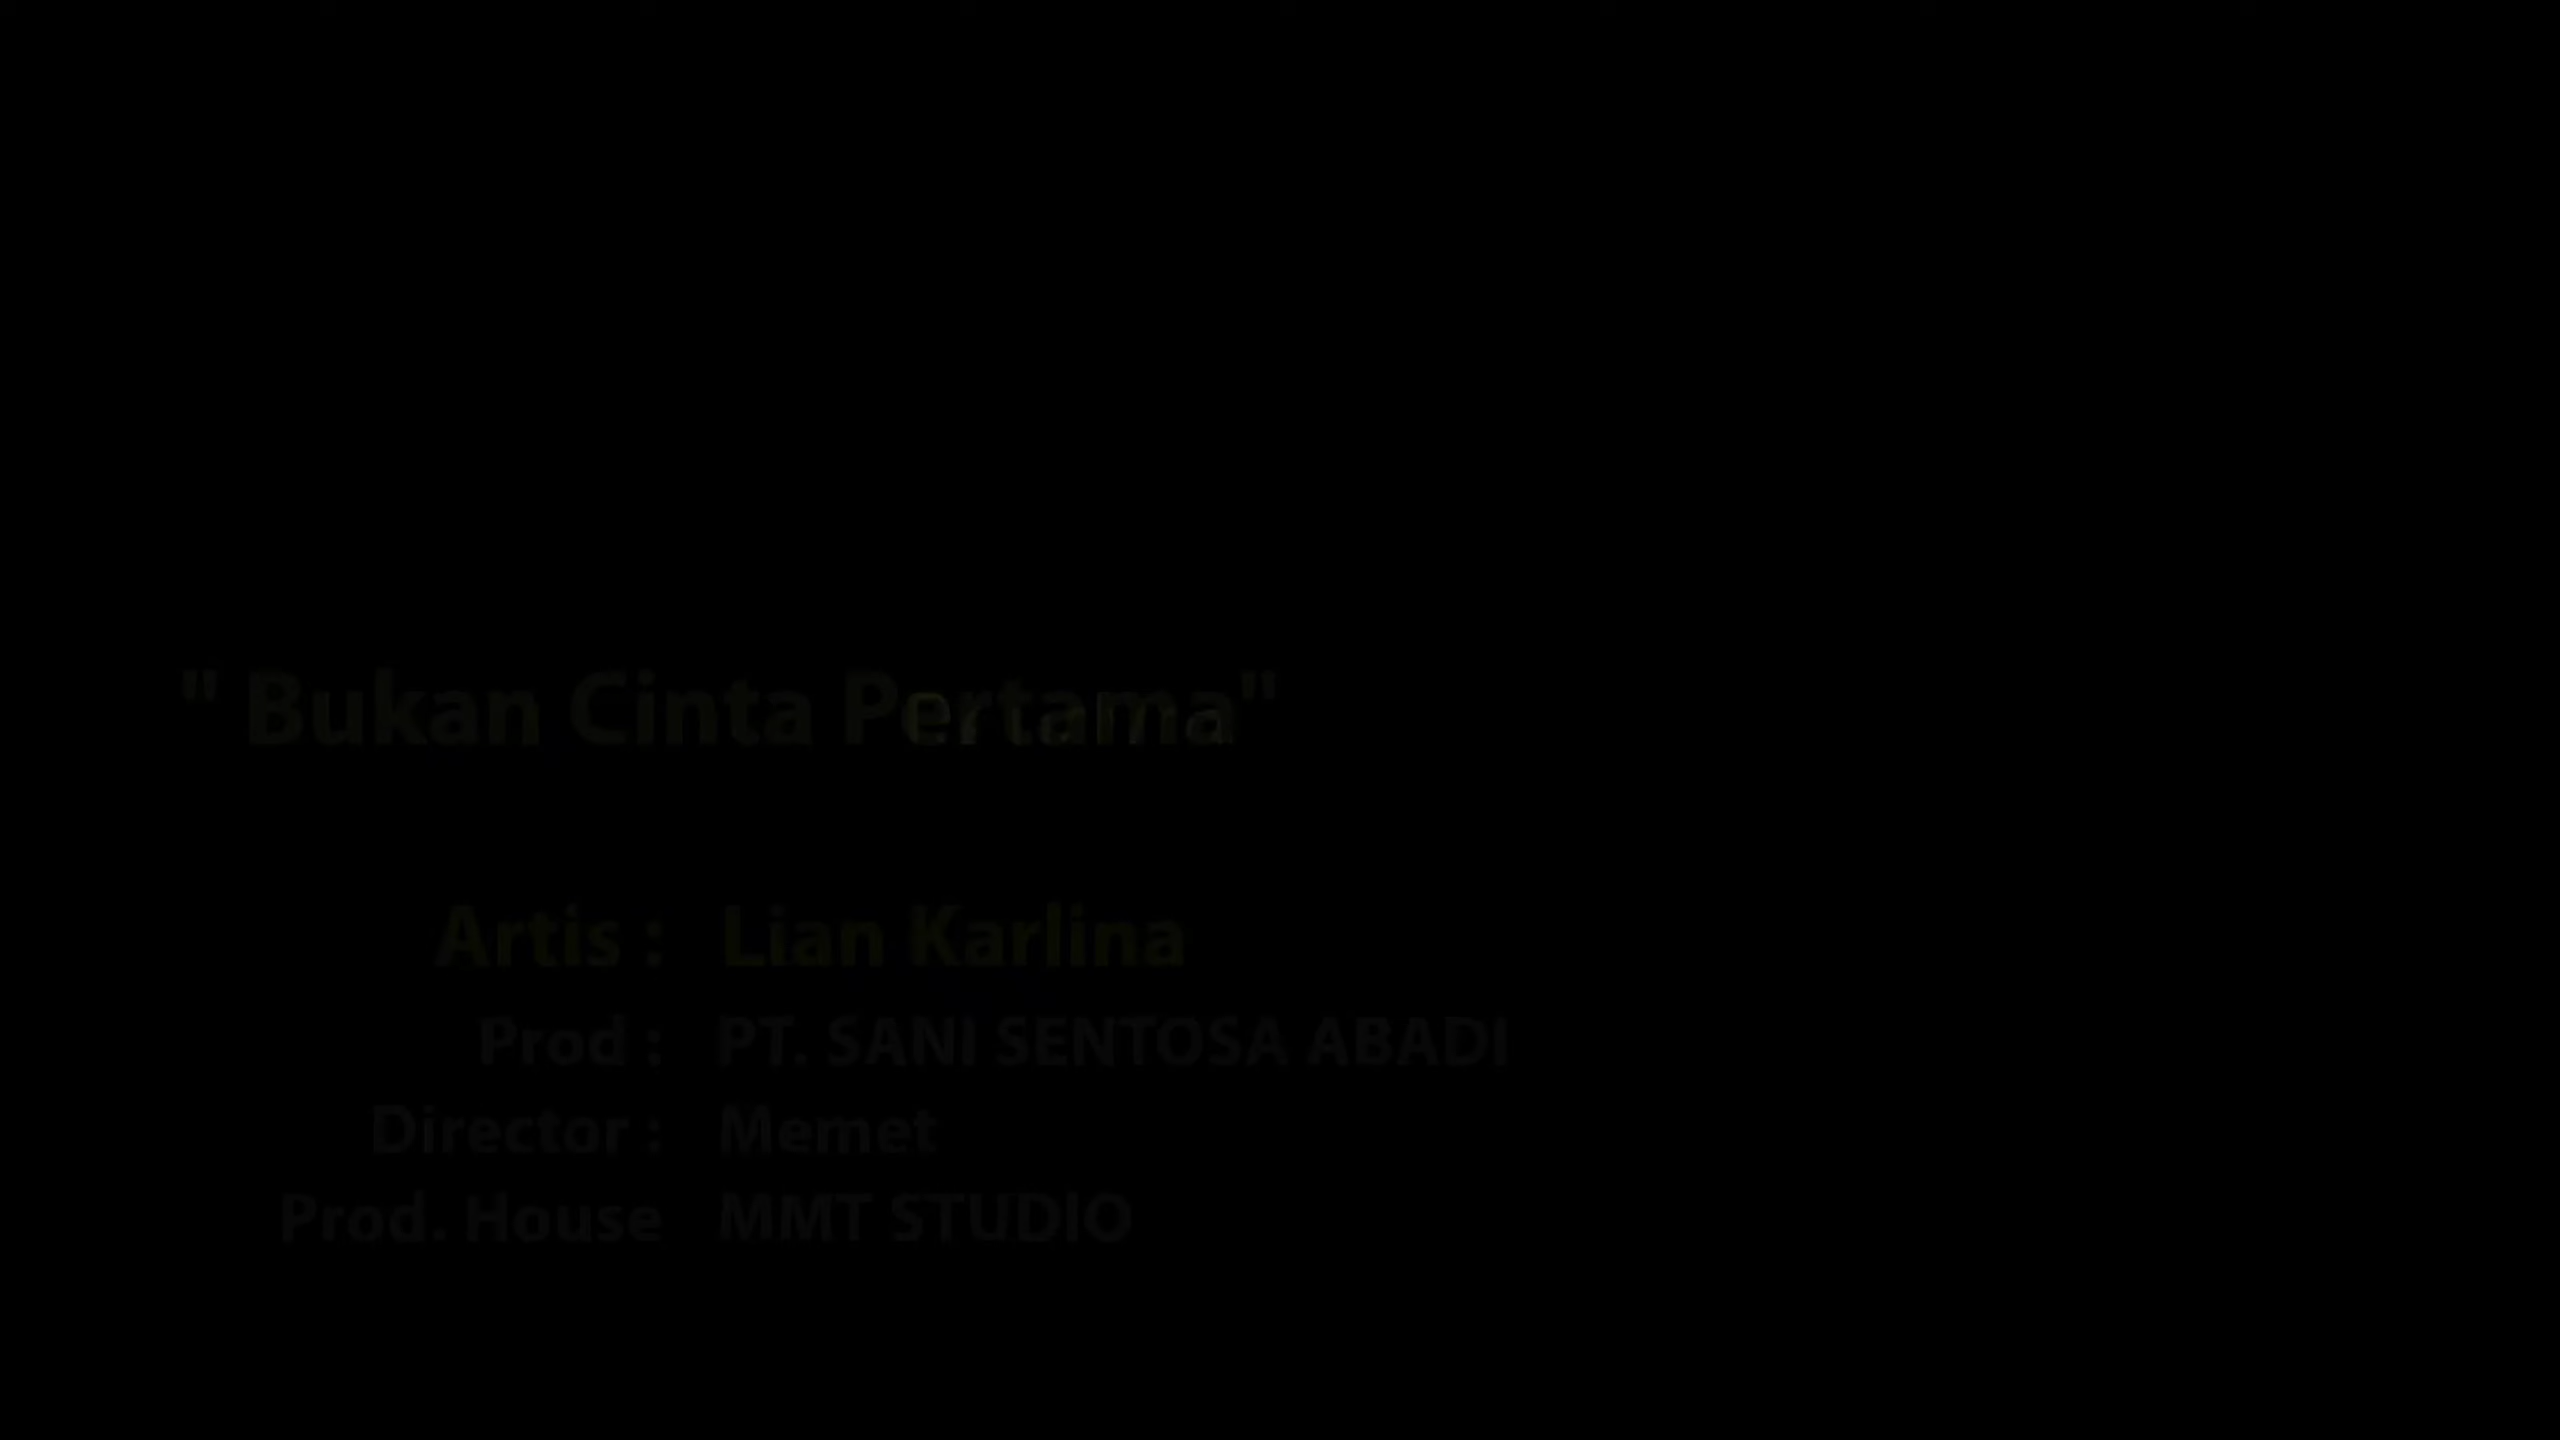 " Bukan Cinta Pertama"
Artis : Lian Karlina
Prod : PT. SANI SENTOSA ABADI
Director : Memet
Prod. House MMT STUDIO